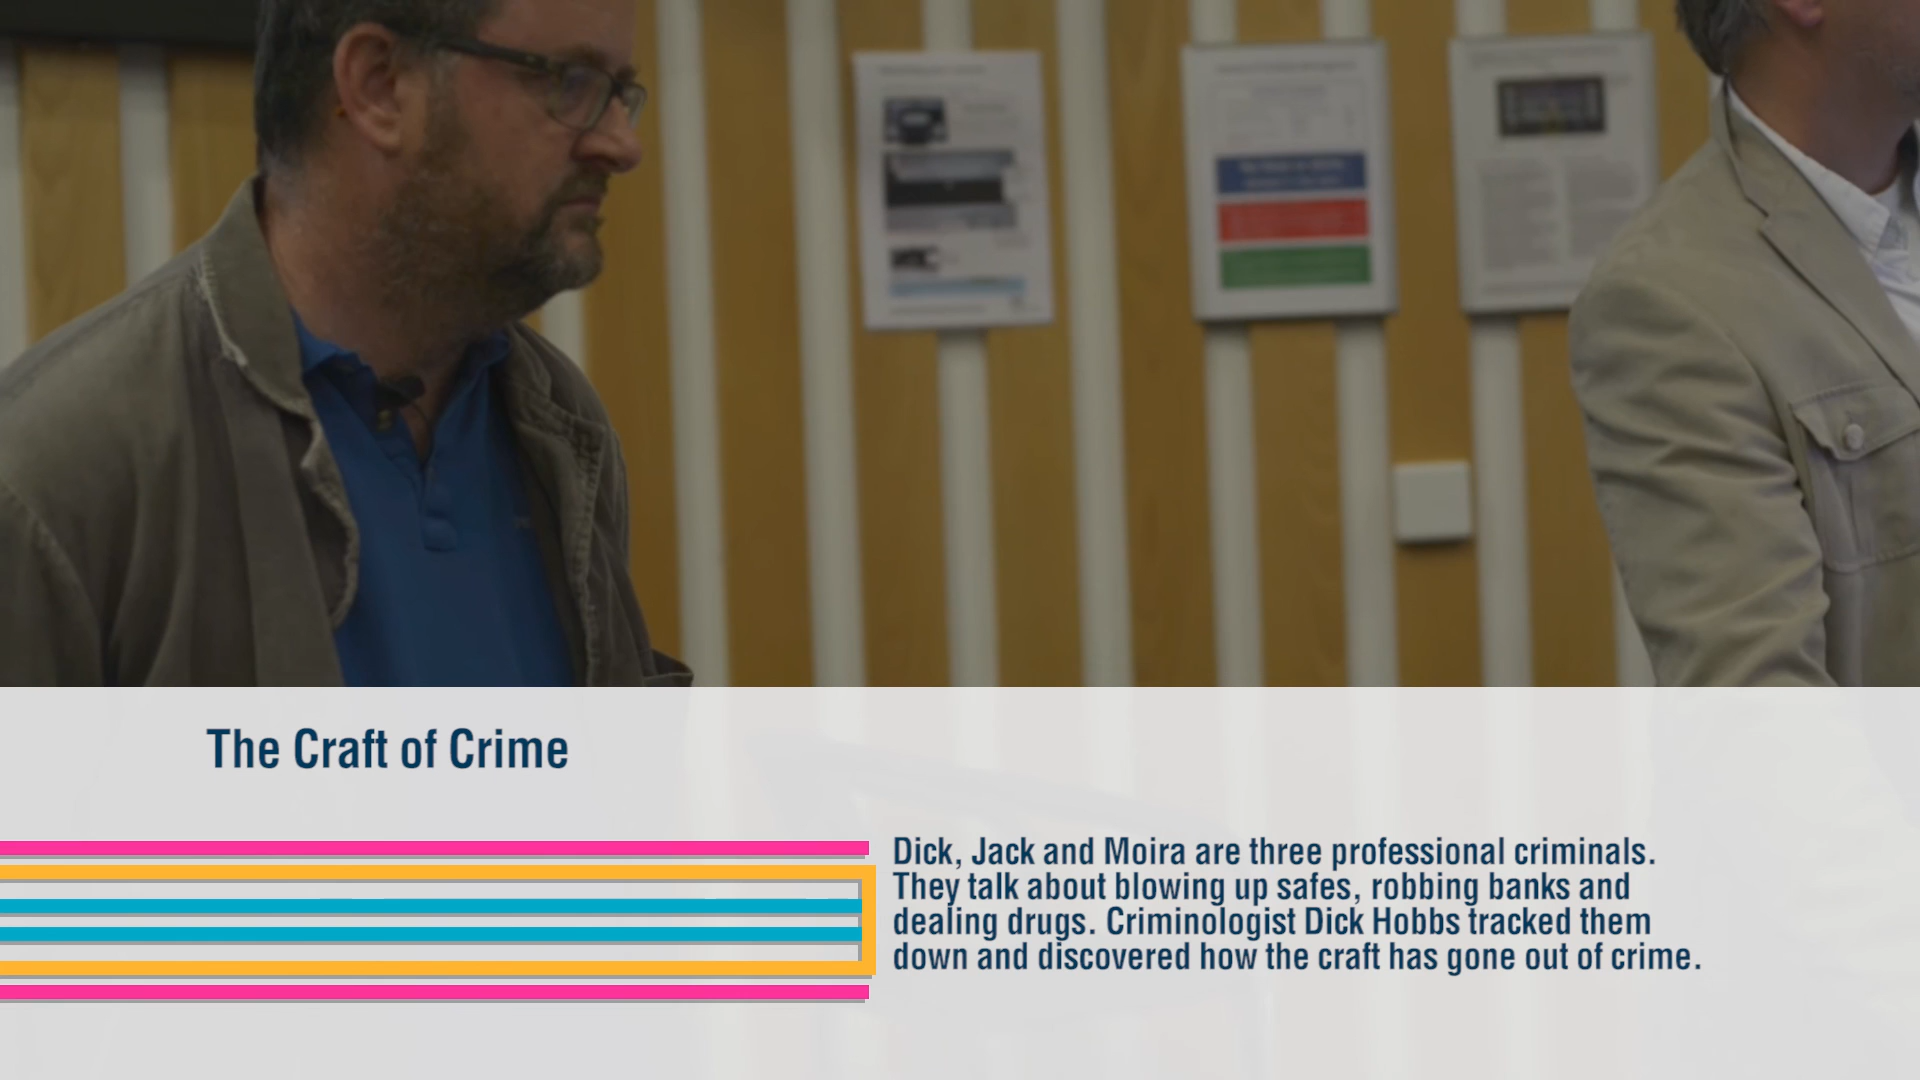 The Craft of Crime
Dick, Jack and Moira are three professional criminals.
They talk about blowing up safes, robbing banks and
dealing drugs. Criminologist Dick Hobbs tracked them
down and discovered how the craft has gone out of crime.